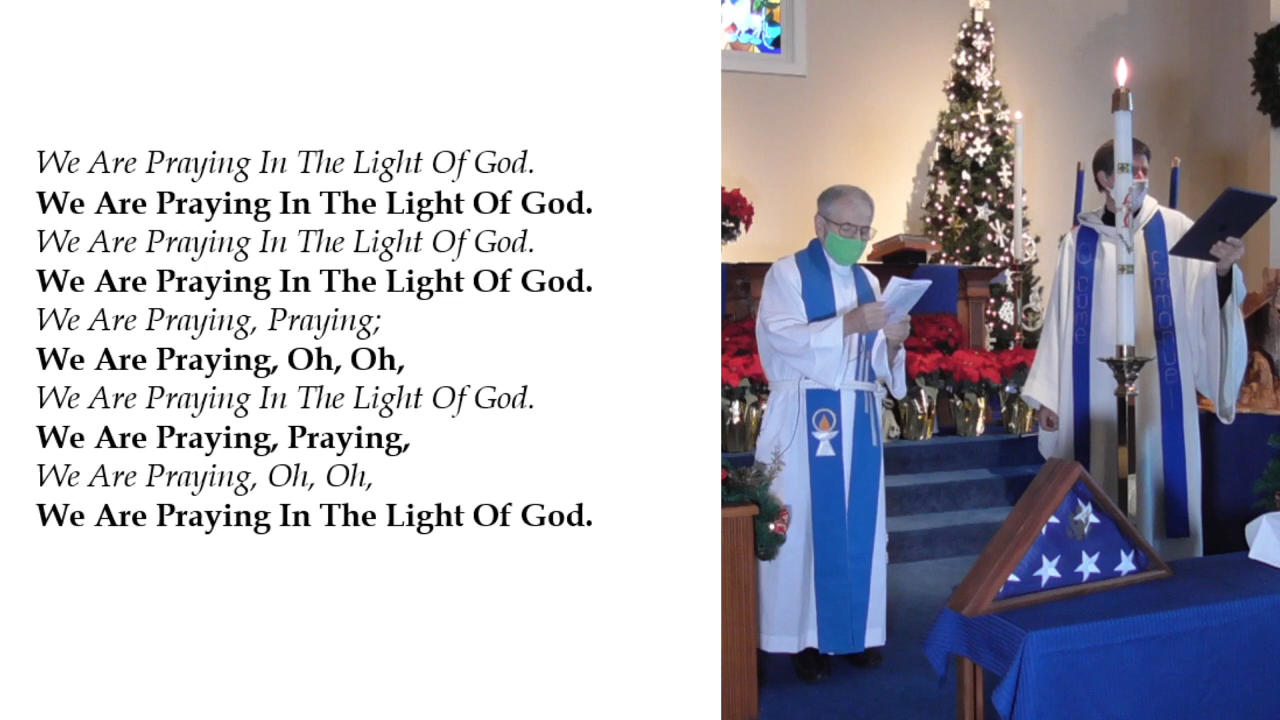 We Are Praying In The Light Of God.
We Are Praying In The Light Of God.
We Are Praying In The Light Of God.
We Are Praying In The Light Of God.
We Are Praying, Praying;
We Are Praying, Oh, Oh,
We Are Praying In The Light Of God.
We Are Praying, Praying,
We Are Praying, Oh, Oh,
We Are Praying In The Light Of God.
O come
Emmanuel